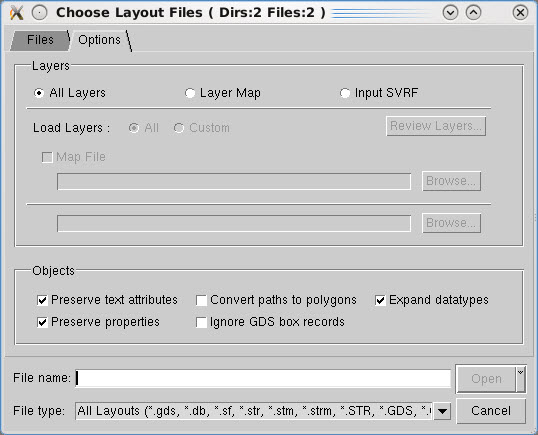 Choose Layout Files ( Dirs:2 Files:2 )
Files Options
Layers
All Layers Layer Map Input SVRF
Load Layers : All Custom Review Layers...
Map File
Browse...
Browse...
Objects
Preserve text attributes Convert paths to polygons Expand datatypes
Preserve properties Ignore GDS box records
File name: Open
File type: All Layouts (*.gds, *.db, *.sf, *.str, *.stm, *.strm, *.STR, *.GDS, *.( Cancel